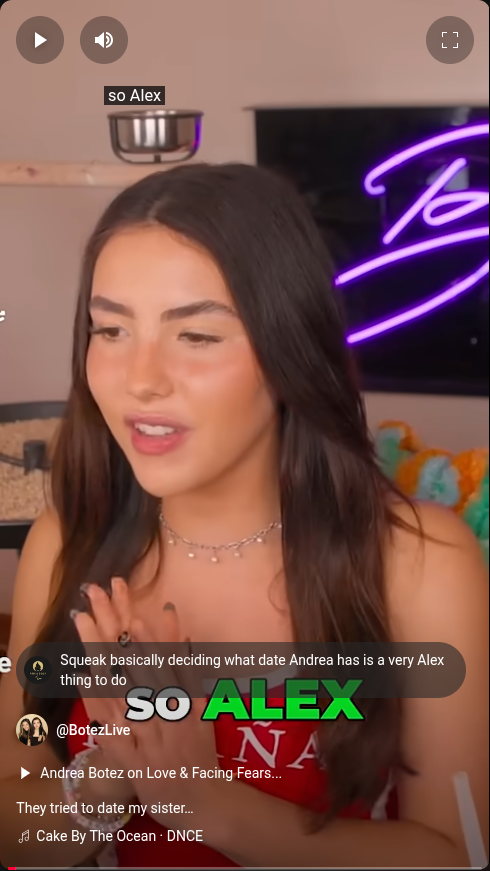 so Alex
e
Squeak basically deciding what date Andrea has is a very Alex
thing to do
SO ALEX
ÑA
@BotezLive
Andrea Botez on Love & Facing Fears...
They tried to date my sister...
Cake By The Ocean · DNCE